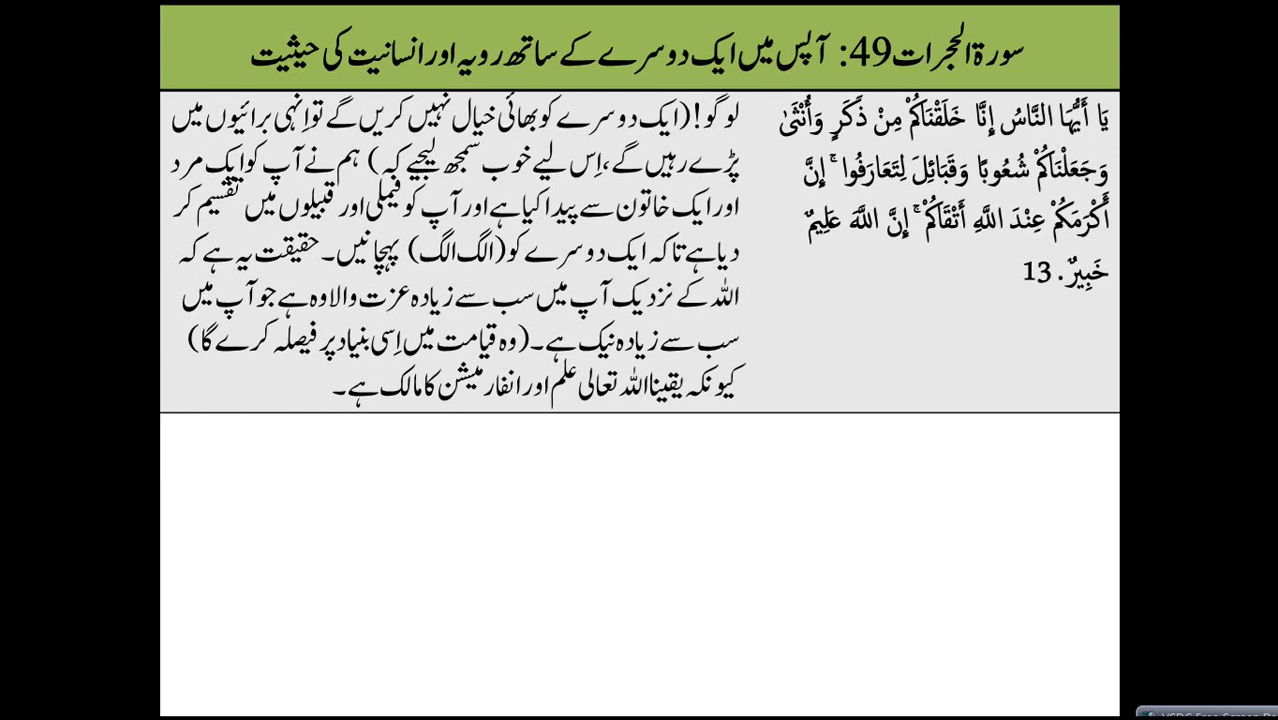 سورۃ الحجرات 49: آپس میں ایک دوسرے کے ساتھ رویہ اور انسانیت کی حیثیت
يَا أَيُّهَا النَّاسُ إِنَّا خَلَقْنَاكُمْ مِنْ ذَكَرٍ وَأُنْثَىٰ
وَجَعَلْنَاكُمْ شُعُوبًا وَقَبَائِلَ لِتَعَارَفُوا ۚ إِنَّ
أَكْرَمَكُمْ عِنْدَ اللَّهِ أَتْقَاكُمْ ۚ إِنَّ اللَّهَ عَلِيمٌ
خَبِيرٌ. 13
لوگو! (ایک دوسرے کو بھائی خیال نہیں کریں گے تو اِنہی برائیوں میں
پڑے رہیں گے، اِس لیے خوب سمجھ لیجیے کہ) ہم نے آپ کو ایک مرد
اور ایک خاتون سے پیدا کیا ہے اور آپ کو فیملی اور قبیلوں میں تقسیم کر
دیا ہے تاکہ ایک دوسرے کو (الگ الگ) پہچانیں۔ حقیقت یہ ہے کہ
اللہ کے نزدیک آپ میں سب سے زیادہ عزت والا وہ ہے جو آپ میں
سب سے زیادہ نیک ہے۔ (وہ قیامت میں اِسی بنیاد پر فیصلہ کرے گا)
کیونکہ یقینا اللہ تعالی علم اور انفارمیشن کا مالک ہے۔